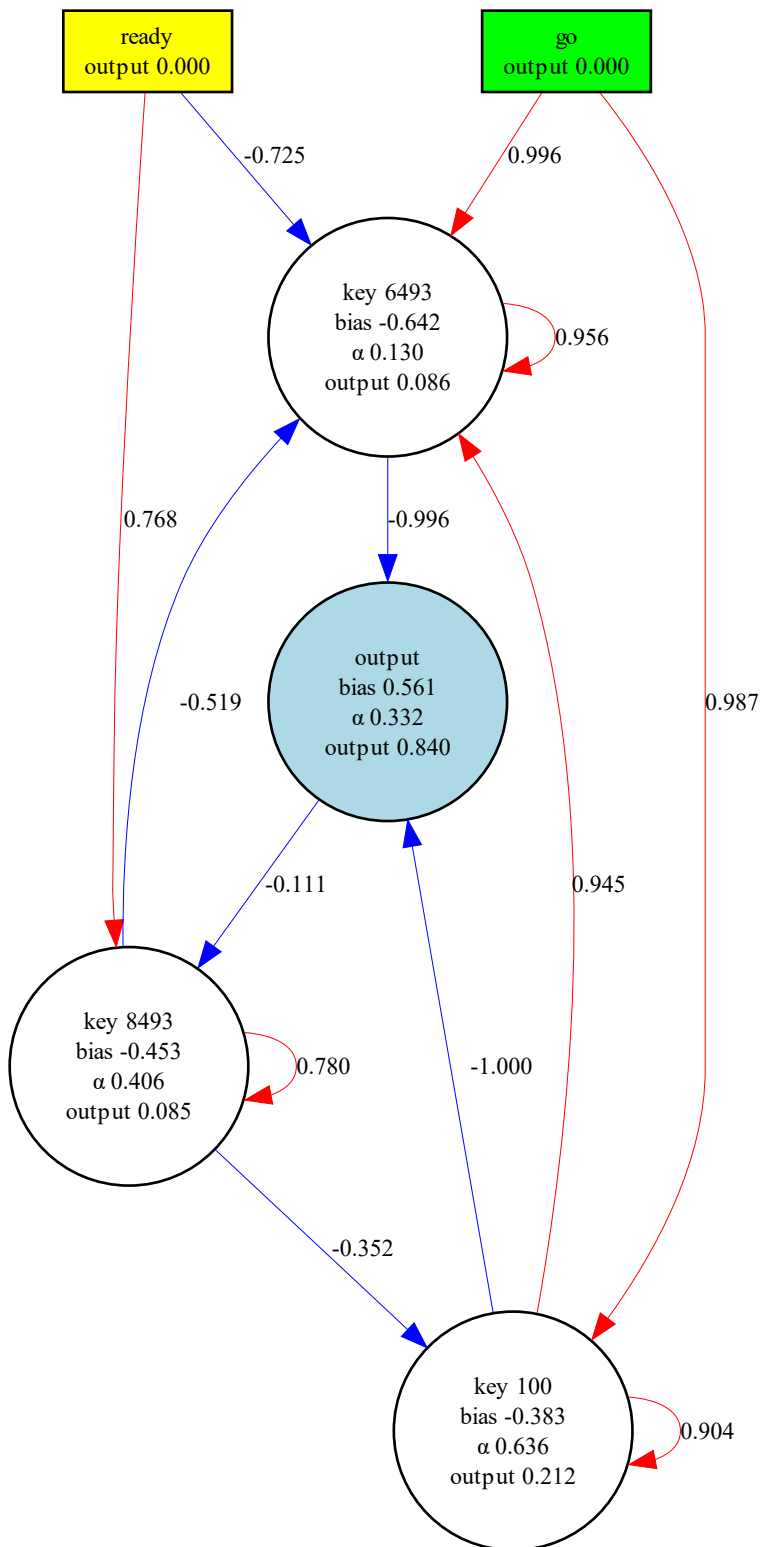 ready
output 0.000
go
output 0.000
-0.725
0.996
key 6493
bias -0.642
α 0.130
output 0.086
0.956
0.768
-0.996
output
bias 0.561
α 0.332
output 0.840
-0.519
0.987
-0.111
0.945
key 8493
bias -0.453
α 0.406
output 0.085
0.780
-1.000
-0.352
key 100
bias -0.383
α 0.636
output 0.212
0.904